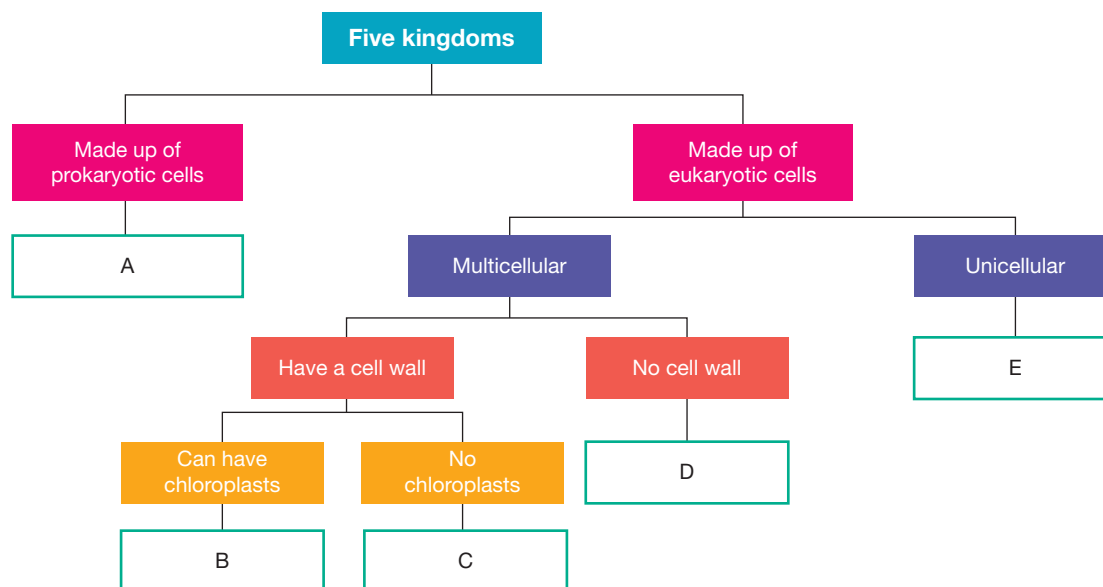 Five kingdoms
Made up of
prokaryotic cells
Made up of
eukaryotic cells
A
Multicellular
Unicellular
Have a cell wall
No cell wall
E
Can have
chloroplasts
No
chloroplasts
D
B
C